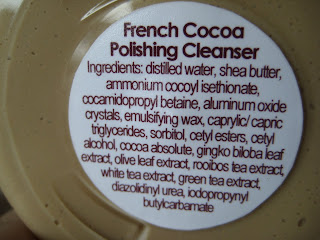 French Cocoa
Polishing Cleanser
Ingredients: distilled water, shea butter,
ammonium cocoyl isethionate,
cocamidopropyl betaine, aluminum oxide
crystals, emulsifying wax, caprylic/ capric
triglycerides, sorbitol, cetyl esters, cetyl
alcohol, cocoa absolute, gingko biloba leaf
extract, olive leaf extract, rooibos tea extract,
white tea extract, green tea extract,
diazolidinyl urea, iodopropynyl
butylcarbamate